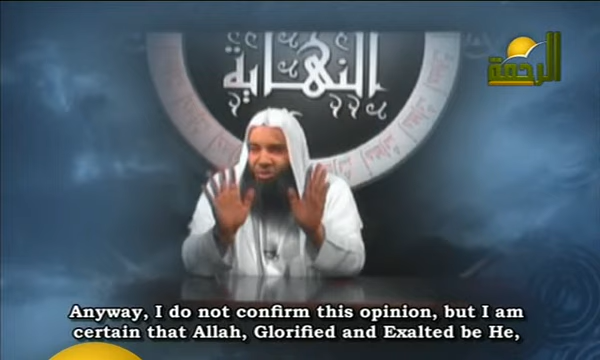 النهاية
الرحمة
Anyway, I do not confirm this opinion, but I am
certain that Allah, Glorified and Exalted be He,